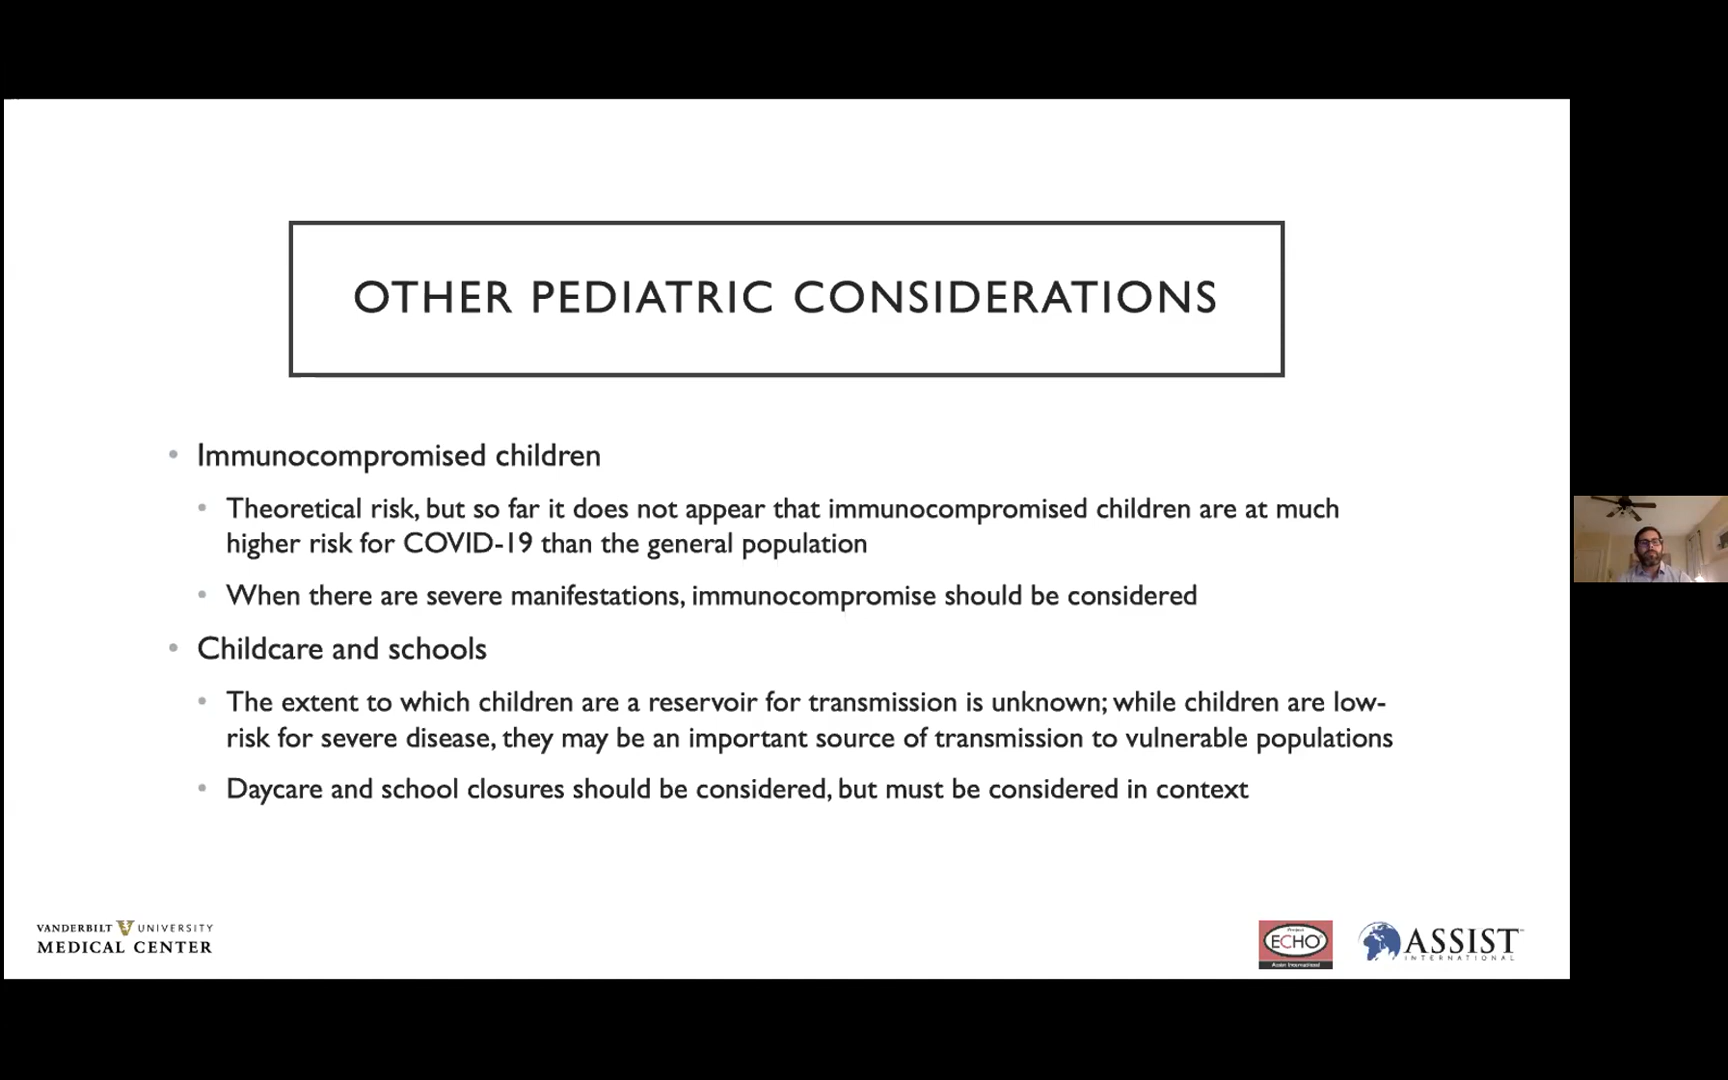 OTHER PEDIATRIC CONSIDERATIONS
• Immunocompromised children
• Theoretical risk, but so far it does not appear that immunocompromised children are at much
higher risk for COVID-19 than the general population
• When there are severe manifestations, immunocompromise should be considered
• Childcare and schools
• The extent to which children are a reservoir for transmission is unknown; while children are low-
risk for severe disease, they may be an important source of transmission to vulnerable populations
• Daycare and school closures should be considered, but must be considered in context
VANDERBILT V UNIVERSITY
MEDICAL CENTER
Project
ECHO®
Assist International
ASSIST
INTERNATIONAL